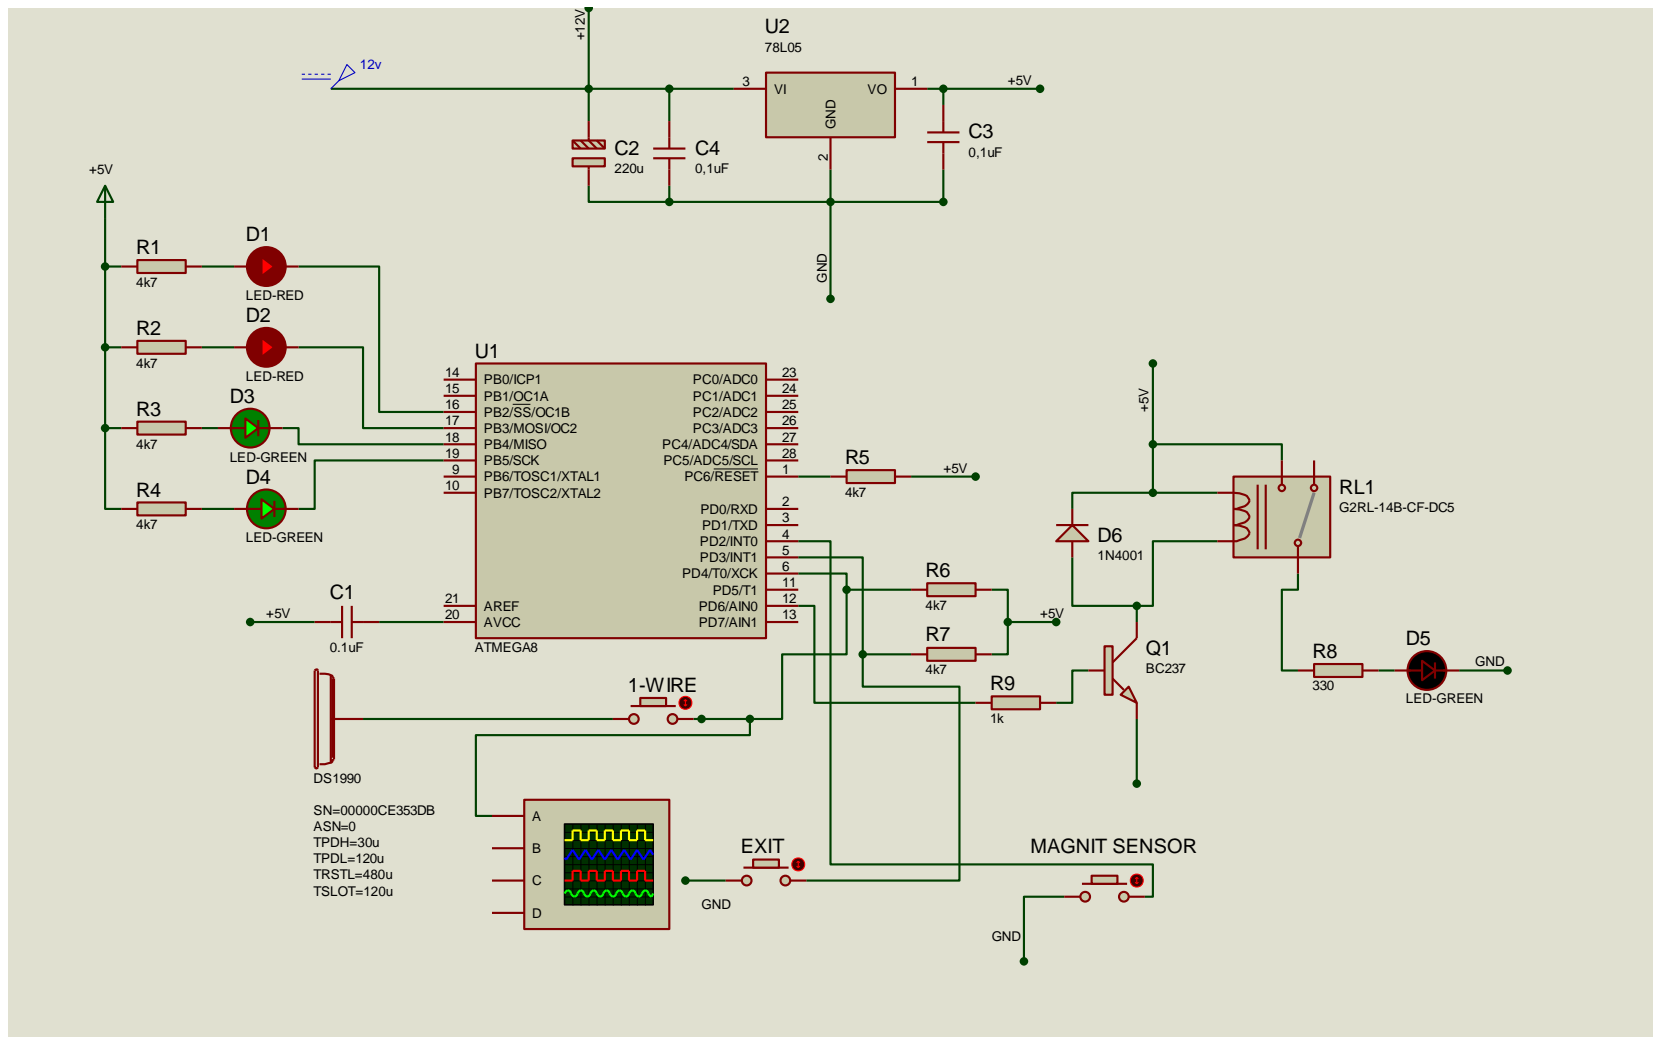 +12V
U2
78L05
12v
3
VI
VO
1
+5V
GND
2
C2
220u
C4
0,1uF
C3
0,1uF
GND
+5V
R1
4k7
D1
LED-RED
R2
4k7
D2
LED-RED
R3
4k7
D3
LED-GREEN
R4
4k7
D4
LED-GREEN
U1
14
PB0/ICP1
15
PB1/OC1A
16
PB2/SS/OC1B
17
PB3/MOSI/OC2
18
PB4/MISO
19
PB5/SCK
9
PB6/TOSC1/XTAL1
10
PB7/TOSC2/XTAL2
21
AREF
20
AVCC
PC0/ADC0
23
PC1/ADC1
24
PC2/ADC2
25
PC3/ADC3
26
PC4/ADC4/SDA
27
PC5/ADC5/SCL
28
PC6/RESET
1
PD0/RXD
2
PD1/TXD
3
PD2/INT0
4
PD3/INT1
5
PD4/T0/XCK
6
PD5/T1
11
PD6/AIN0
12
PD7/AIN1
13
ATMEGA8
R5
4k7
+5V
R6
4k7
R7
4k7
+5V
+5V
D6
1N4001
RL1
G2RL-14B-CF-DC5
C1
+5V
0.1uF
Q1
BC237
R9
1k
R8
330
D5
LED-GREEN
GND
1-WIRE
DS1990
SN=00000CE353DB
ASN=0
TPDH=30u
TPDL=120u
TRSTL=480u
TSLOT=120u
A
B
C
D
EXIT
GND
MAGNIT SENSOR
GND